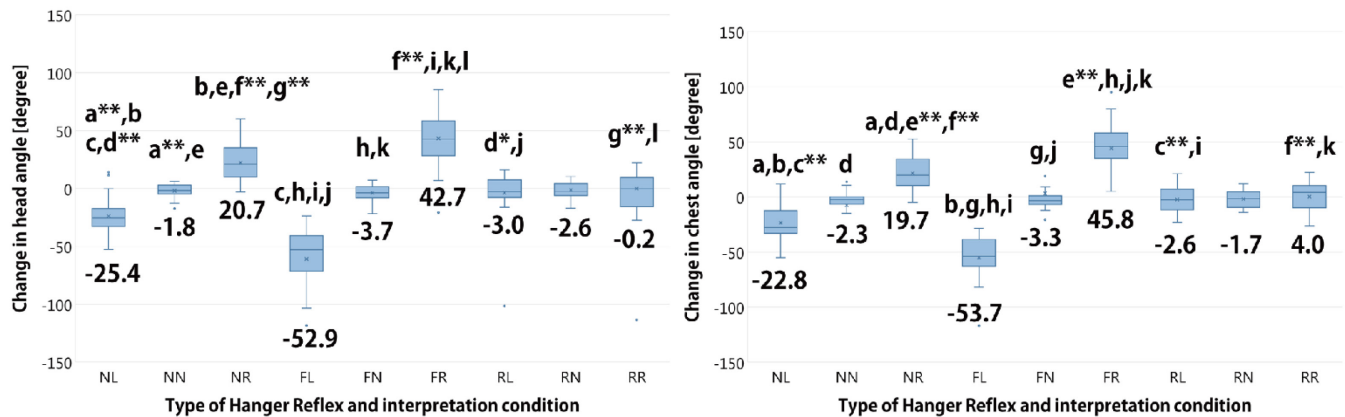 Change in head angle [degree]
150
100
50
0
-50
-100
-150
a**,b
c,d**
-25.4
a**,e
-1.8
b,e,f**,g**
20.7
c,h,i,j
-52.9
h,k
-3.7
f**,i,k,l
42.7
d*,j
-3.0
-2.6
g**,l
-0.2
NL NN NR FL FN FR RL RN RR
Type of Hanger Reflex and interpretation condition
Change in chest angle [degree]
150
100
50
0
-50
-100
-150
a,b,c**
-22.8
d
-2.3
a,d,e**,f**
19.7
b,g,h,i
-53.7
g,j
-3.3
e**,h,j,k
45.8
c**,i
-2.6
-1.7
f**,k
4.0
NL NN NR FL FN FR RL RN RR
Type of Hanger Reflex and interpretation condition